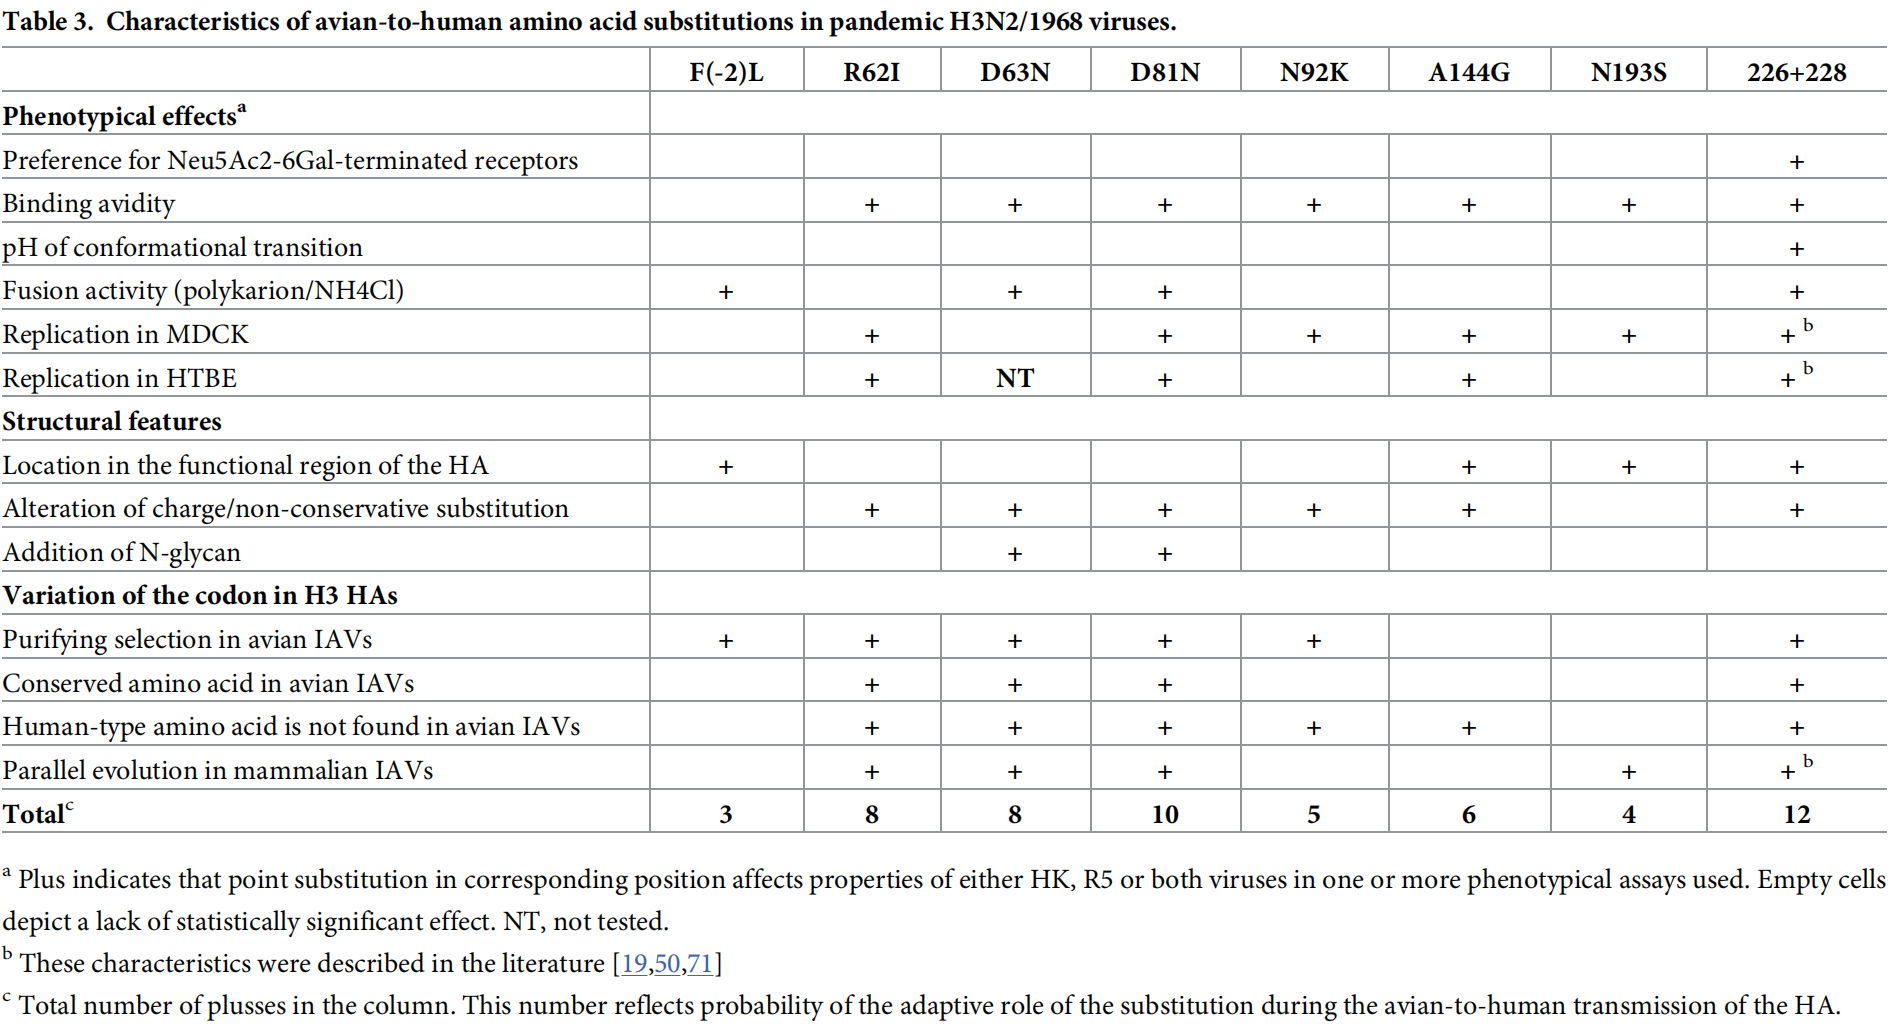 Table 3. Characteristics of avian-to-human amino acid substitutions in pandemic H3N2/1968 viruses.
F(-2)L R62I D63N D81N N92K A144G N193S 226+228
Phenotypical effectsa
Preference for Neu5Ac2-6Gal-terminated receptors +
Binding avidity + + + + + + +
pH of conformational transition +
Fusion activity (polykarion/NH4Cl) + + + +
Replication in MDCK + + + + + + b
Replication in HTBE + NT + + + b
Structural features
Location in the functional region of the HA + + + +
Alteration of charge/non-conservative substitution + + + + + +
Addition of N-glycan + +
Variation of the codon in H3 HAs
Purifying selection in avian IAVs + + + + + +
Conserved amino acid in avian IAVs + + + +
Human-type amino acid is not found in avian IAVs + + + + + +
Parallel evolution in mammalian IAVs + + + + + b
Totalc 3 8 8 10 5 6 4 12
a Plus indicates that point substitution in corresponding position affects properties of either HK, R5 or both viruses in one or more phenotypical assays used. Empty cells
depict a lack of statistically significant effect. NT, not tested.
b These characteristics were described in the literature [19,50,71]
c Total number of plusses in the column. This number reflects probability of the adaptive role of the substitution during the avian-to-human transmission of the HA.